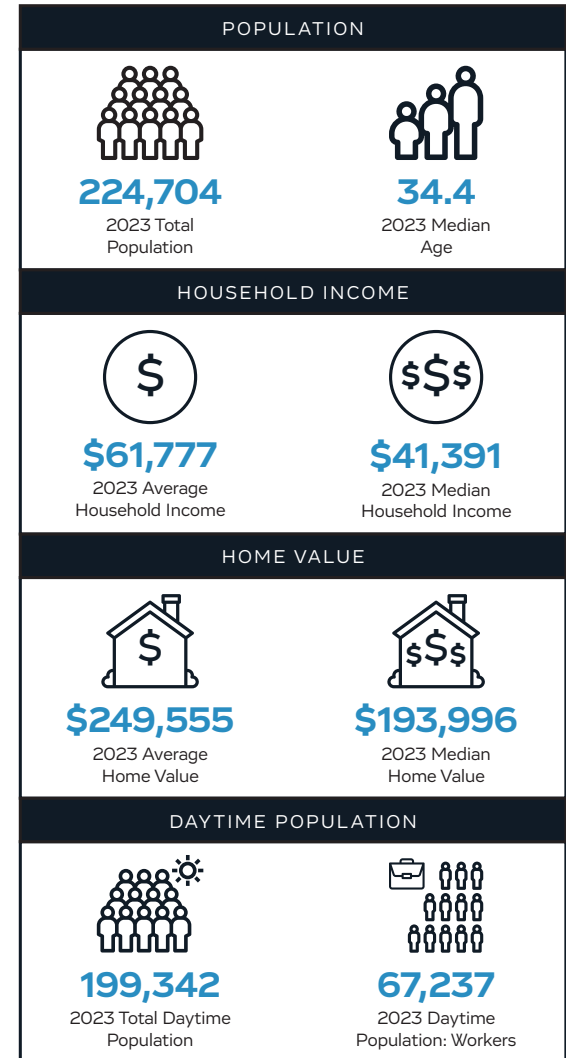 POPULATION
224,704
2023 Total
Population
34.4
2023 Median
Age
HOUSEHOLD INCOME
$
$61,777
2023 Average
Household Income
$$$
$41,391
2023 Median
Household Income
HOME VALUE
$
$249,555
2023 Average
Home Value
$$$
$193,996
2023 Median
Home Value
DAYTIME POPULATION
199,342
2023 Total Daytime
Population
67,237
2023 Daytime
Population: Workers